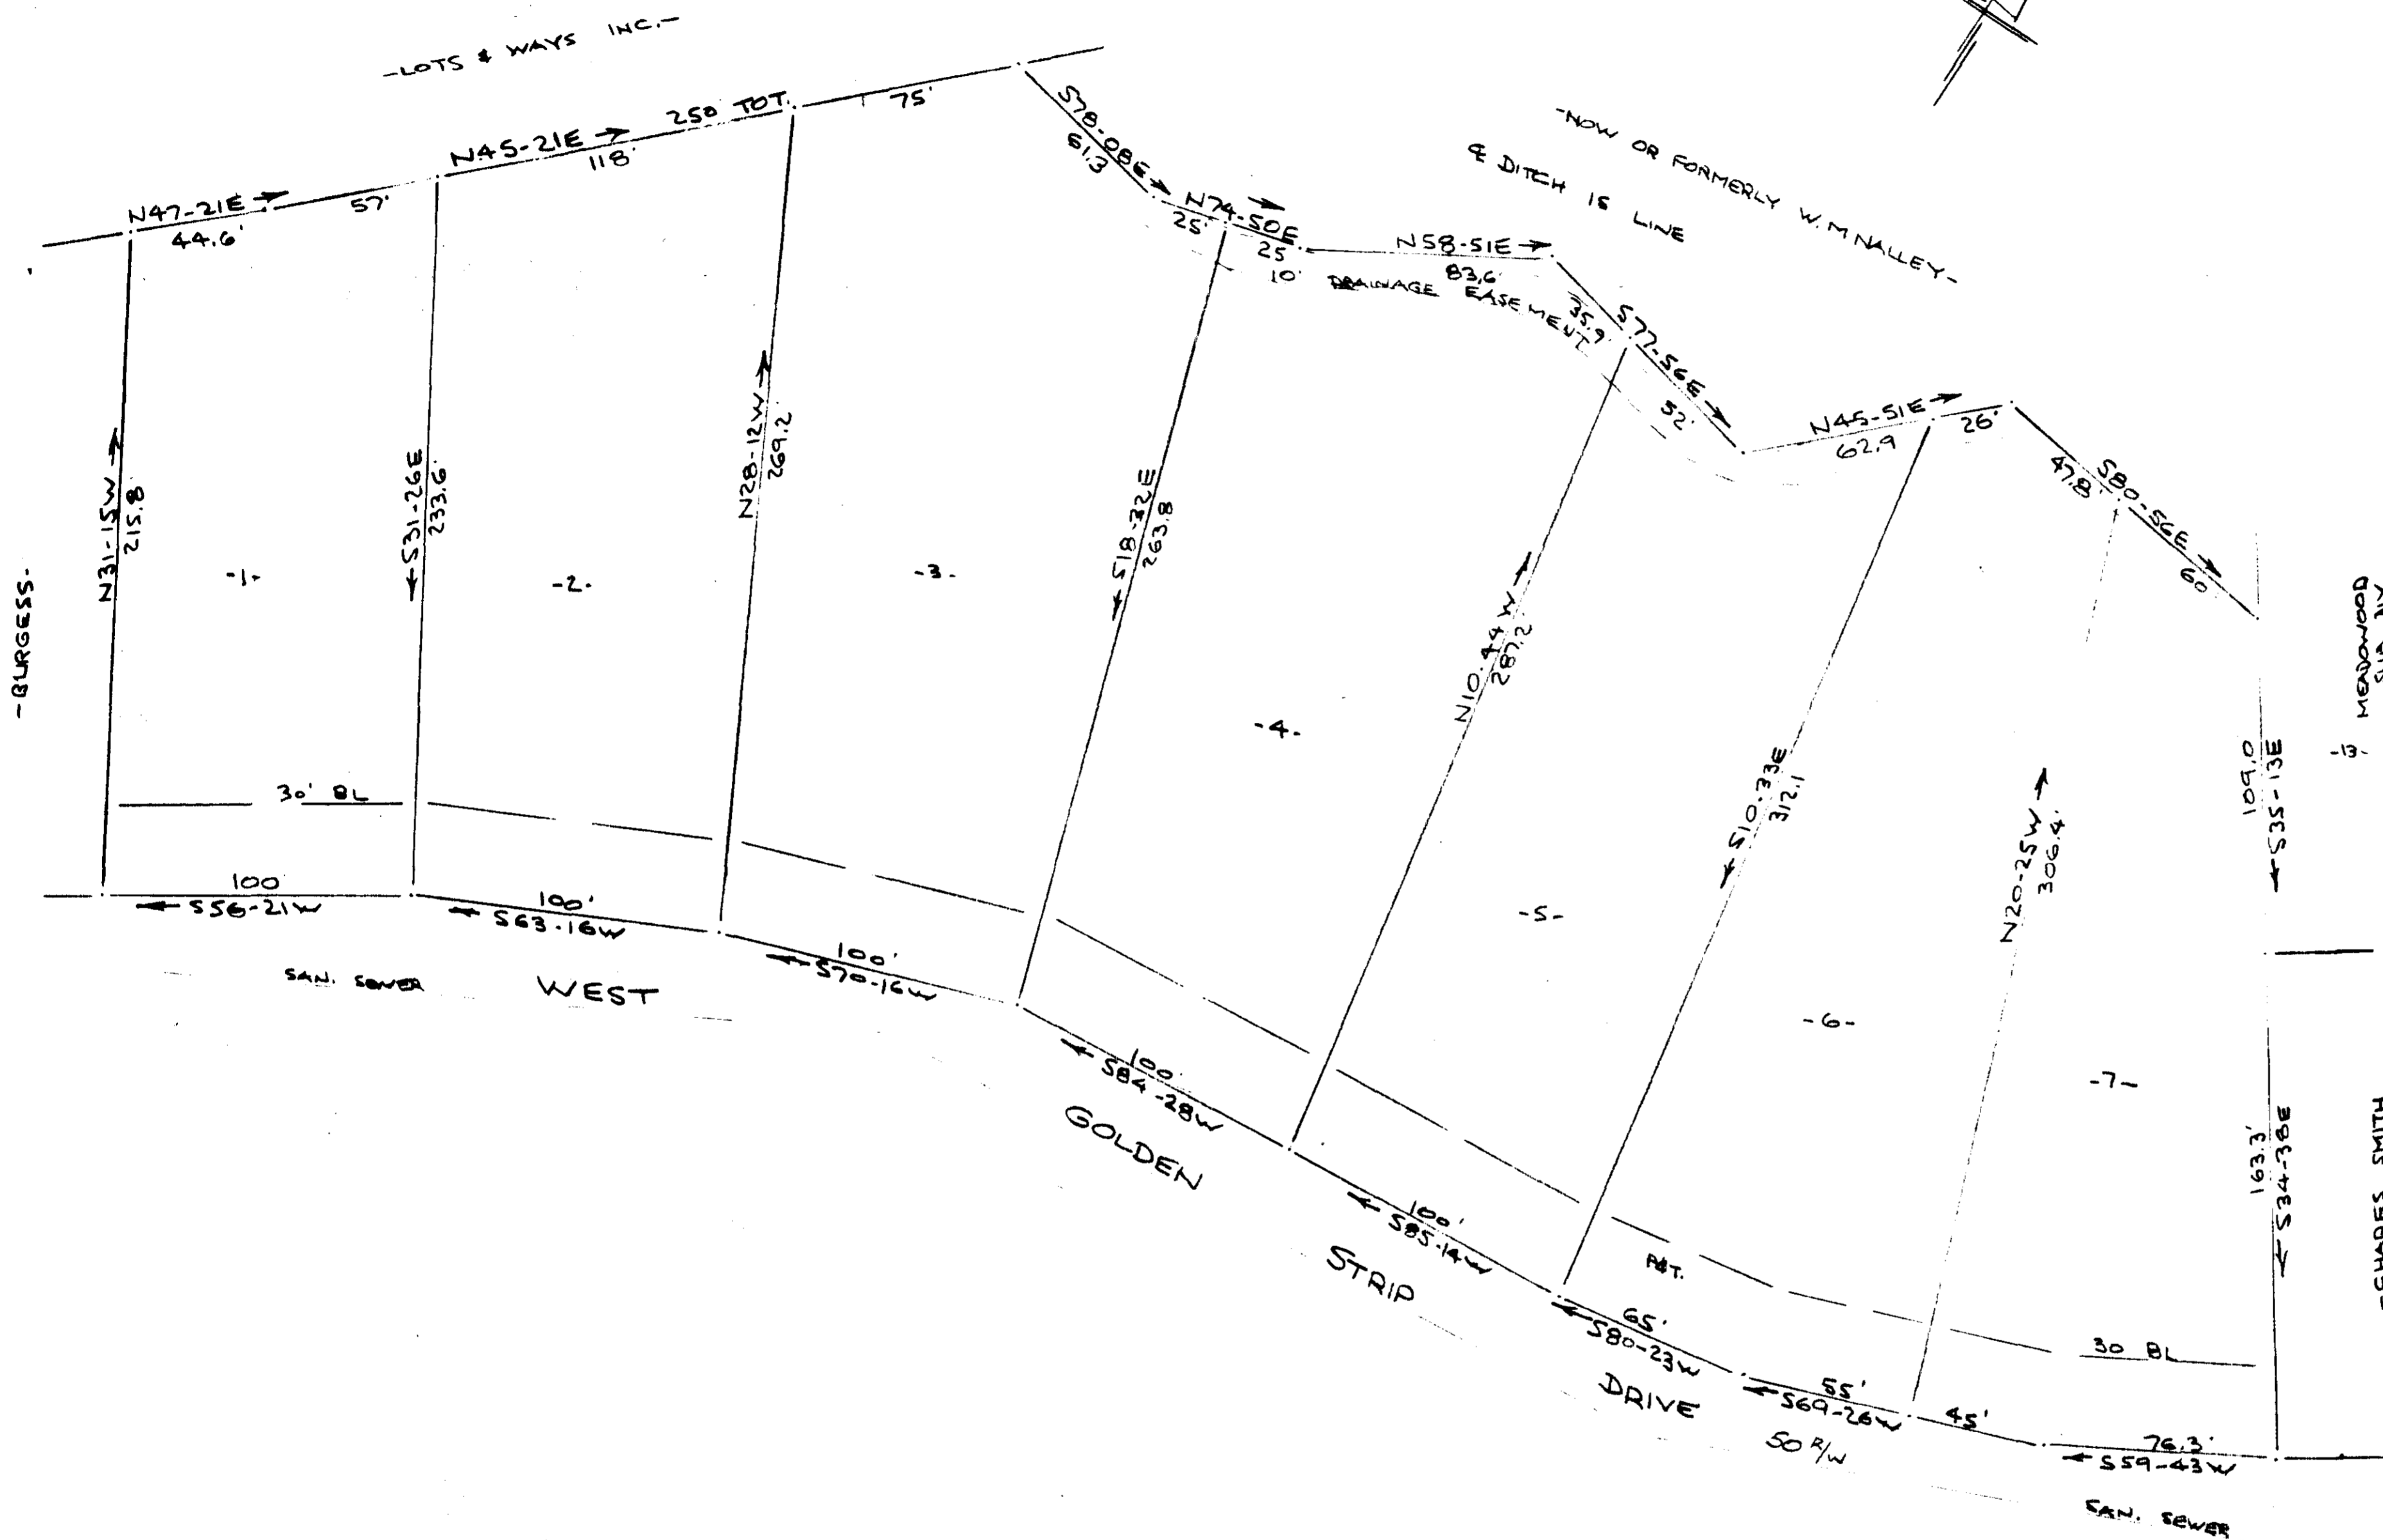 -LOTS & WAYS INC.-
250 TOT.
75'
N45-21E
118'
N47-21E
57'
44.6'
S78-08E
61.3
N74-50E
25'
25
-NOW OR FORMERLY W.M NALLEY-
℄ DITCH IS LINE
N58-51E
83.6'
10' DRAINAGE EASEMENT
35.9'
S77-56E
52'
N45-51E
62.9
26'
47.8'
S80-56E
60
-BURGESS-
N31-15W
215.8'
-1-
S31-26E
233.6'
-2-
N28-12W
269.2'
-3-
S18-32E
263.8
-4-
N10-44W
287.2
-5-
S10-33E
312.1
-6-
N20-25W
306.4
-7-
109.0
S35-13E
-13-
MEADOWOOD
163.3'
S34-38E
CHARLES SMITH
30' BL
100
S56-21W
100'
S63-16W
100'
S70-16W
100'
S84-28W
100'
S85-14W
65'
S80-23W
55'
S69-26W
45'
76.3'
S59-43W
30 BL
SAN. SEWER
WEST
GOLDEN
STRIP
DRIVE
50 R/W
SAN. SEWER